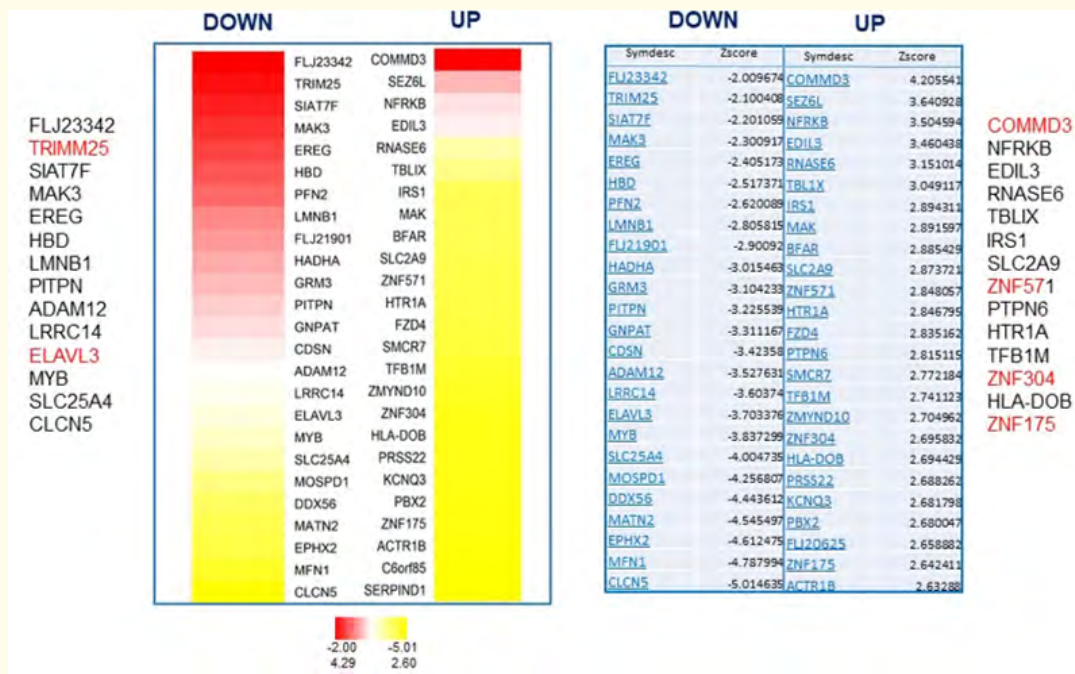 DOWN UP
FLJ23342 COMMD3
TRIM25 SEZ6L
SIAT7F NFRKB
MAK3 EDIL3
EREG RNASE6
HBD TBLIX
PFN2 IRS1
LMNB1 MAK
FLJ21901 BFAR
HADHA SLC2A9
GRM3 ZNF571
PITPN HTR1A
GNPAT FZD4
CDSN SMCR7
ADAM12 TFB1M
LRRC14 ZMYND10
ELAVL3 ZNF304
MYB HLA-DOB
SLC25A4 PRSS22
MOSPD1 KCNQ3
DDX56 PBX2
MATN2 ZNF175
EPHX2 ACTR1B
MFN1 C6orf85
CLCN5 SERPIND1
-2.00 -5.01
4.29 2.60
FLJ23342
TRIMM25
SIAT7F
MAK3
EREG
HBD
LMNB1
PITPN
ADAM12
LRRC14
ELAVL3
MYB
SLC25A4
CLCN5
DOWN UP
Symdesc Zscore Symdesc Zscore
FLJ23342 -2.009674 COMMD3 4.205541
TRIM25 -2.100408 SEZ6L 3.640928
SIAT7F -2.201059 NFRKB 3.504594
MAK3 -2.300917 EDIL3 3.460438
EREG -2.405173 RNASE6 3.151014
HBD -2.517371 TBL1X 3.049117
PFN2 -2.620089 IRS1 2.894311
LMNB1 -2.805815 MAK 2.891597
FLJ21901 -2.90092 BFAR 2.885429
HADHA -3.015463 SLC2A9 2.873721
GRM3 -3.104233 ZNF571 2.848057
PITPN -3.225539 HTR1A 2.846795
GNPAT -3.311167 FZD4 2.835162
CDSN -3.42358 PTPN6 2.815115
ADAM12 -3.527631 SMCR7 2.772184
LRRC14 -3.60374 TFB1M 2.741123
ELAVL3 -3.703376 ZMYND10 2.704962
MYB -3.837299 ZNF304 2.695832
SLC25A4 -4.004735 HLA-DOB 2.694429
MOSPD1 -4.256807 PRSS22 2.688262
DDX56 -4.443612 KCNQ3 2.681798
MATN2 -4.545497 PBX2 2.680047
EPHX2 -4.612475 FLJ20625 2.658882
MFN1 -4.787994 ZNF175 2.642411
CLCN5 -5.014635 ACTR1B 2.63288
COMMD3
NFRKB
EDIL3
RNASE6
TBLIX
IRS1
SLC2A9
ZNF571
PTPN6
HTR1A
TFB1M
ZNF304
HLA-DOB
ZNF175